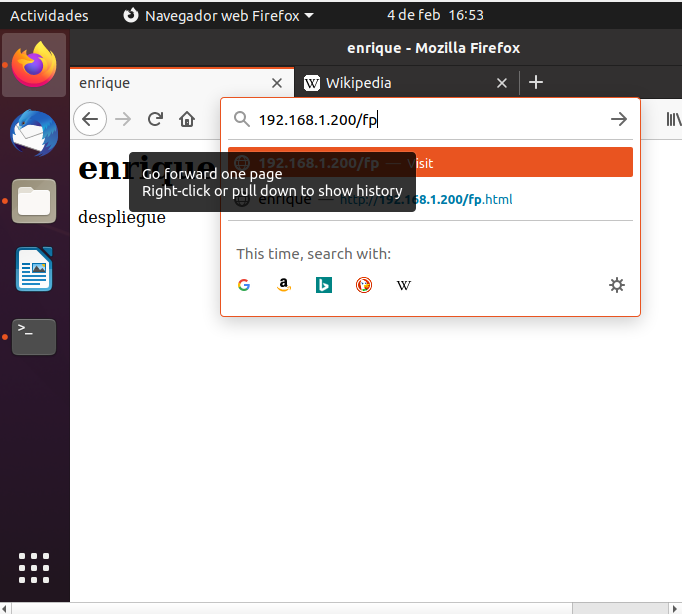 Actividades Navegador web Firefox 4 de feb 16:53
enrique - Mozilla Firefox
enrique Wikipedia
192.168.1.200/fp
192.168.1.200/fp — Visit
enrique
Go forward one page
Right-click or pull down to show history
enrique — http://192.168.1.200/fp.html
despliegue
This time, search with: